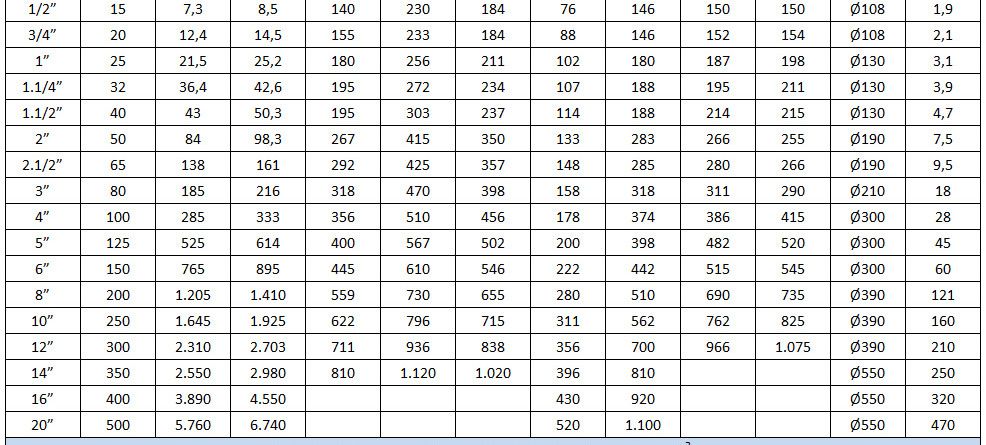 1/2” 15 7,3 8,5 140 230 184 76 146 150 150 Ø108 1,9
3/4” 20 12,4 14,5 155 233 184 88 146 152 154 Ø108 2,1
1” 25 21,5 25,2 180 256 211 102 180 187 198 Ø130 3,1
1.1/4” 32 36,4 42,6 195 272 234 107 188 195 211 Ø130 3,9
1.1/2” 40 43 50,3 195 303 237 114 188 214 215 Ø130 4,7
2” 50 84 98,3 267 415 350 133 283 266 255 Ø190 7,5
2.1/2” 65 138 161 292 425 357 148 285 280 266 Ø190 9,5
3” 80 185 216 318 470 398 158 318 311 290 Ø210 18
4” 100 285 333 356 510 456 178 374 386 415 Ø300 28
5” 125 525 614 400 567 502 200 398 482 520 Ø300 45
6” 150 765 895 445 610 546 222 442 515 545 Ø300 60
8” 200 1.205 1.410 559 730 655 280 510 690 735 Ø390 121
10” 250 1.645 1.925 622 796 715 311 562 762 825 Ø390 160
12” 300 2.310 2.703 711 936 838 356 700 966 1.075 Ø390 210
14” 350 2.550 2.980 810 1.120 1.020 396 810 Ø550 250
16” 400 3.890 4.550 430 920 Ø550 320
20” 500 5.760 6.740 520 1.100 Ø550 470